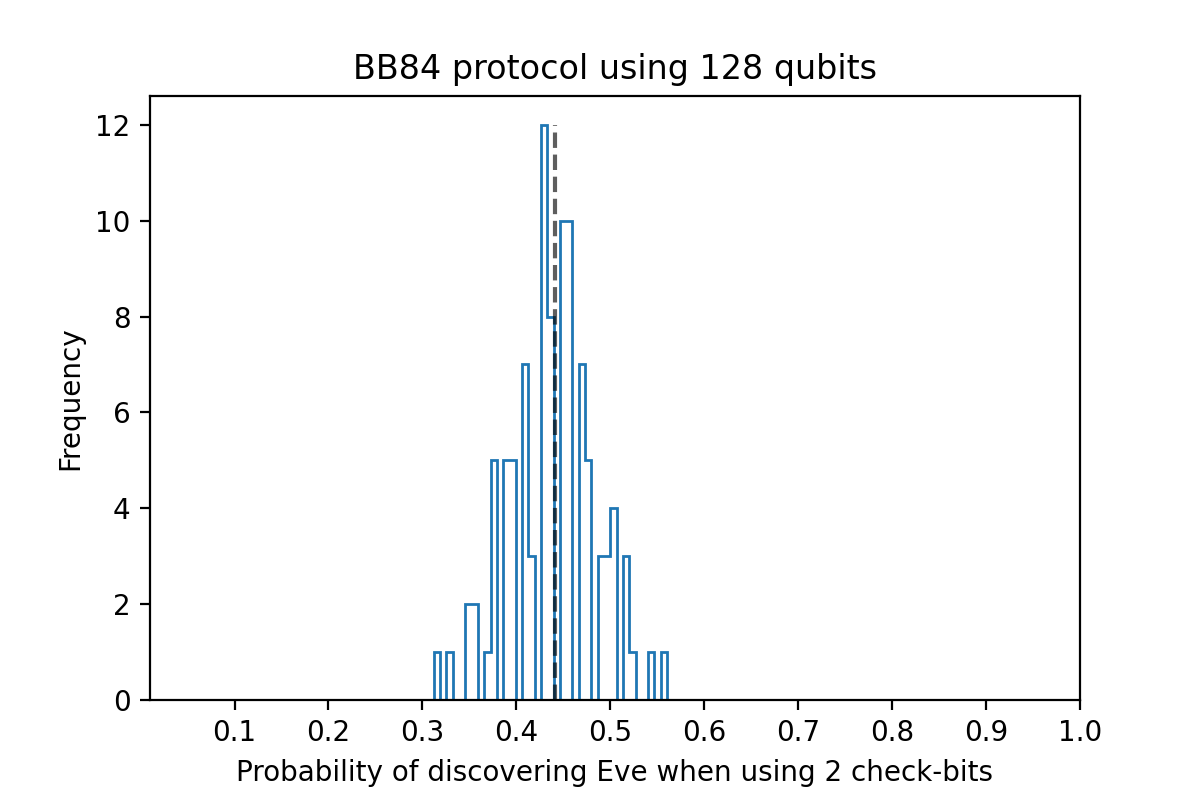 BB84 protocol using 128 qubits
12
10
8
6
4
2
0
Frequency
0.1 0.2 0.3 0.4 0.5 0.6 0.7 0.8 0.9 1.0
Probability of discovering Eve when using 2 check-bits